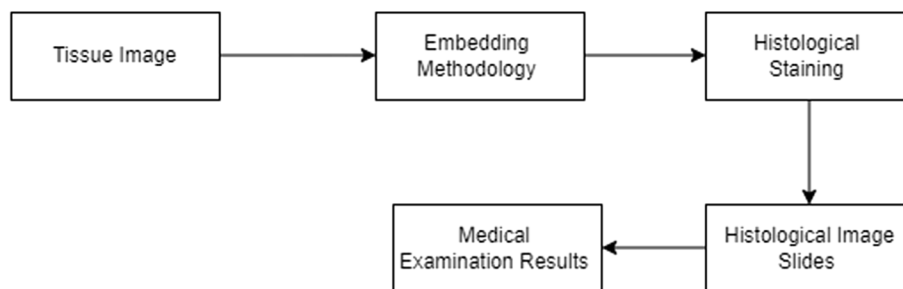 Tissue Image
Embedding
Methodology
Histological
Staining
Histological Image
Slides
Medical
Examination Results